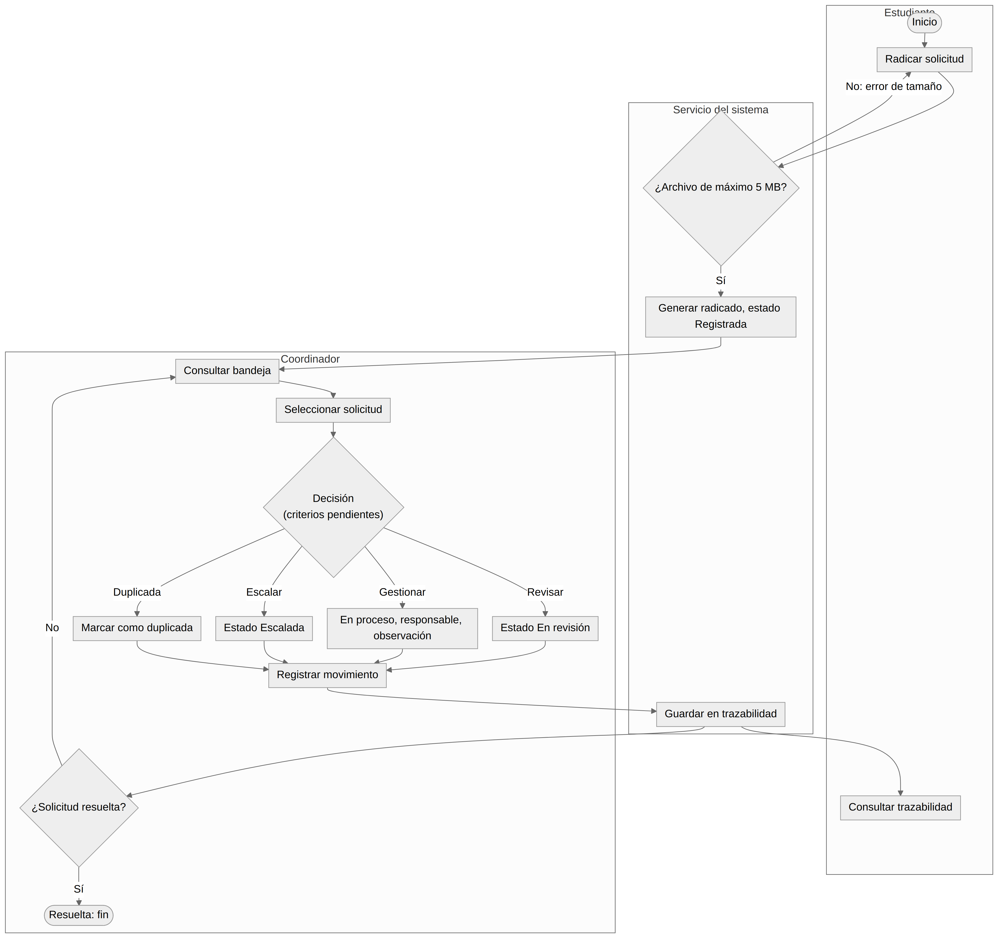 Estudiante
Inicio
Radicar solicitud
No: error de tamaño
Servicio del sistema
¿Archivo de máximo 5 MB?
Sí
Generar radicado, estado
Registrada
Coordinador
Consultar bandeja
Seleccionar solicitud
Decisión
(criterios pendientes)
Duplicada
Escalar
Gestionar
Revisar
No
Marcar como duplicada
Estado Escalada
En proceso, responsable,
observación
Estado En revisión
Registrar movimiento
Guardar en trazabilidad
¿Solicitud resuelta?
Consultar trazabilidad
Sí
Resuelta: fin